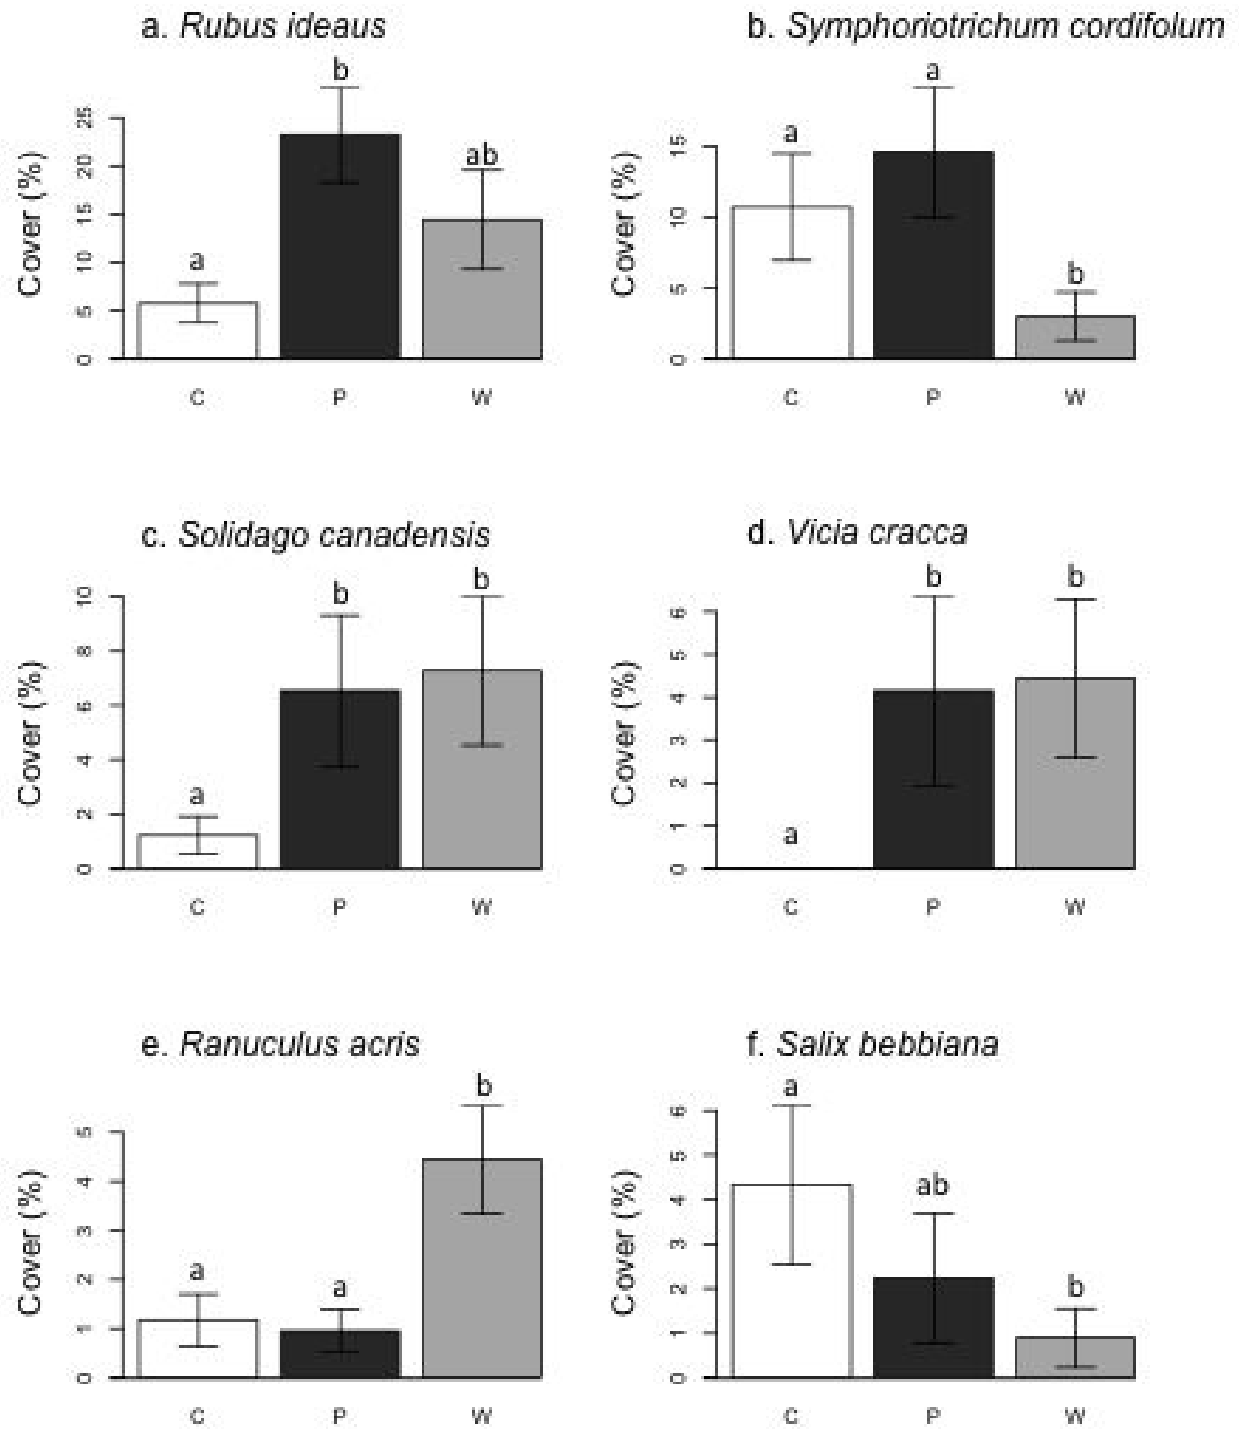 a. Rubus ideaus
b
ab
a
Cover (%)
25
20
15
10
5
0
C P W
b. Symphoriotrichum cordifolum
a
a
b
Cover (%)
15
10
5
0
C P W
c. Solidago canadensis
b
b
a
Cover (%)
10
8
6
4
2
0
C P W
d. Vicia cracca
b b
a
Cover (%)
6
5
4
3
2
1
0
C P W
e. Ranuculus acris
b
a
a
Cover (%)
5
4
3
2
1
0
C P W
f. Salix bebbiana
a
ab
b
Cover (%)
6
5
4
3
2
1
0
C P W